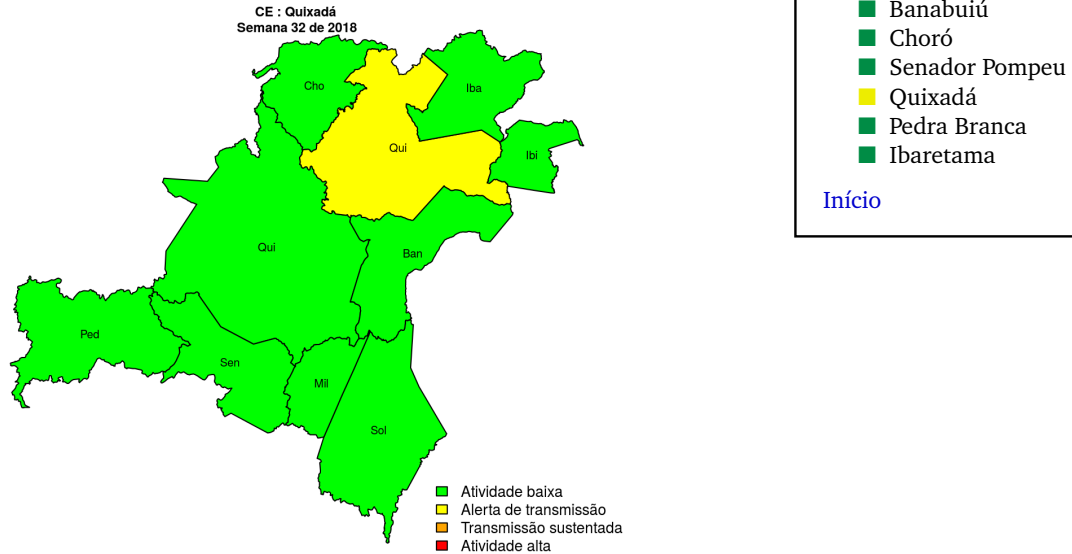 CE : Quixadá
Semana 32 de 2018
Cho
Iba
Qui
Ibi
Qui
Ban
Ped
Sen
Mil
Sol
Atividade baixa
Alerta de transmissão
Transmissão sustentada
Atividade alta
Banabuiú
Choró
Senador Pompeu
Quixadá
Pedra Branca
Ibaretama
Início